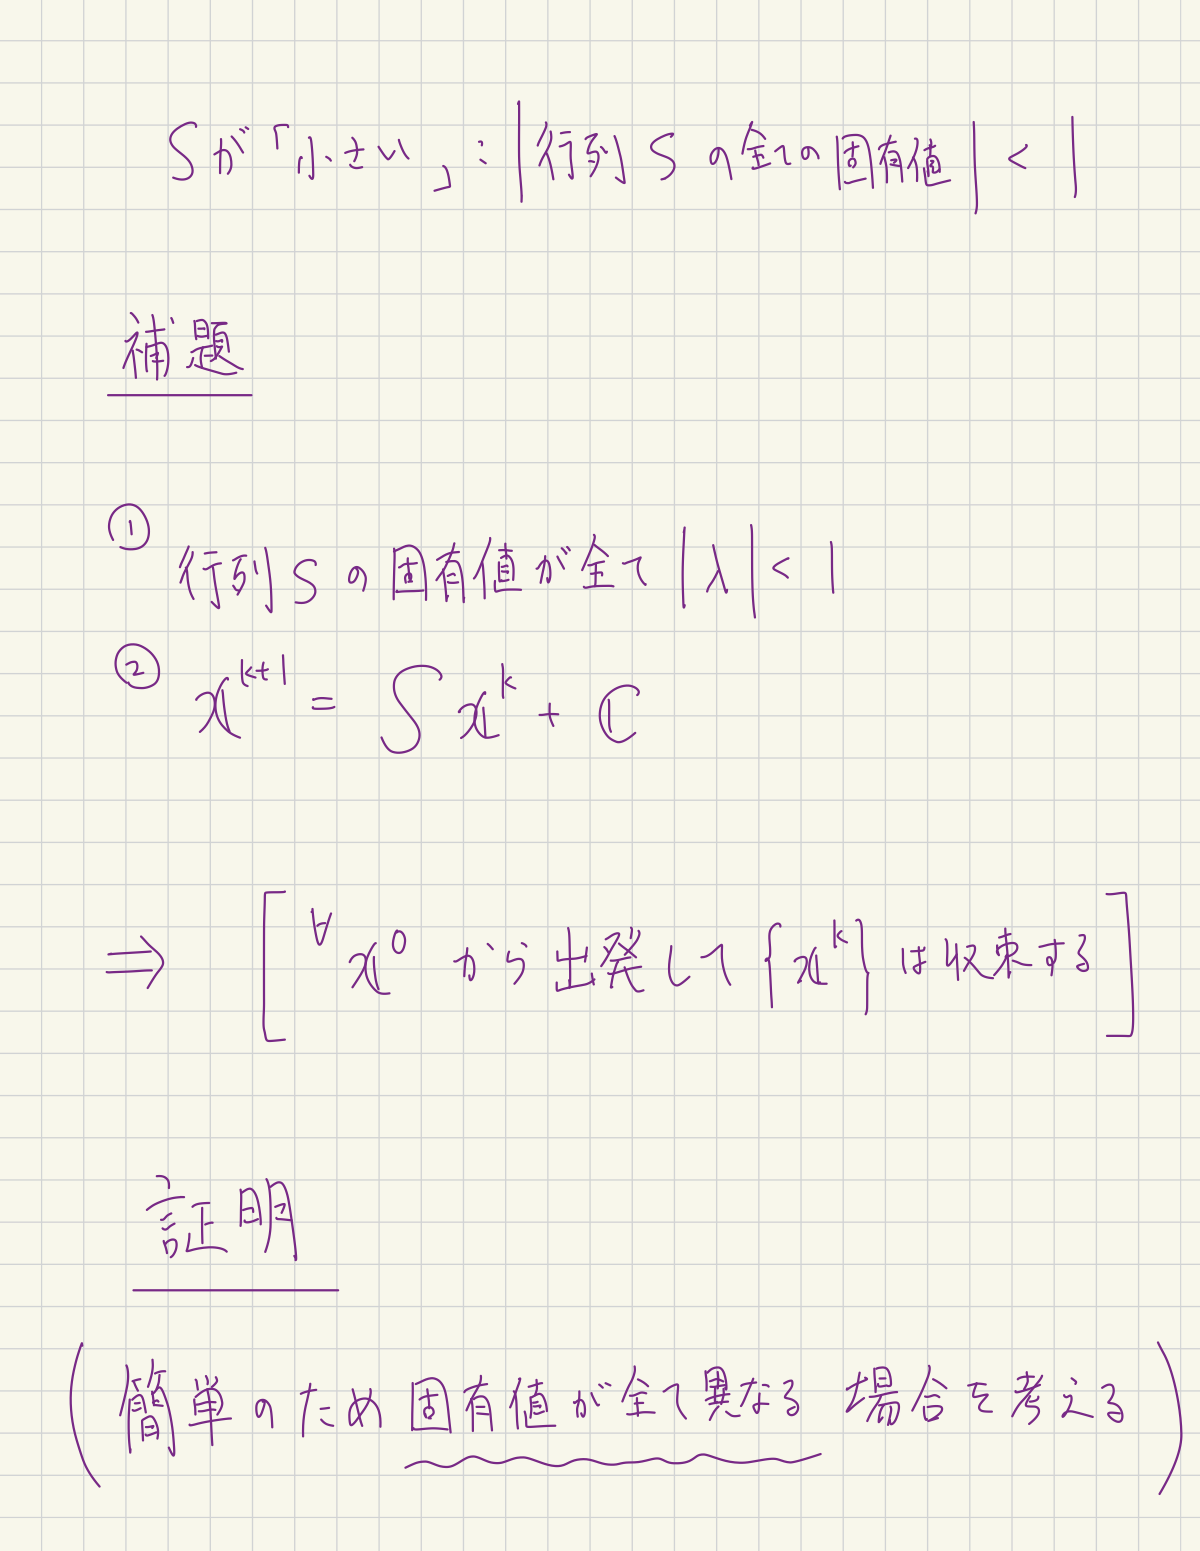 Sが「小さい」: |行列Sの全ての固有値| < 1
補題
① 行列Sの固有値が全て |λ| < 1
② 𝕩^{k+1} = S𝕩^k + ℂ
⇒ [ ∀𝕩^0 から出発して {𝕩^k} は収束する ]
証明
(簡単のため固有値が全て異なる場合を考える)